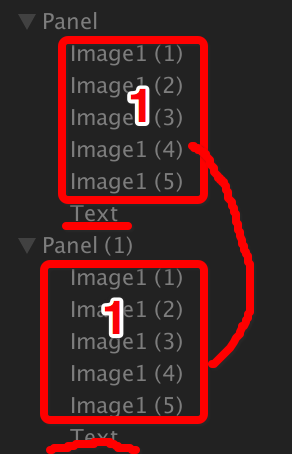 Panel
Image1 (1)
Image1 (2)
Image1 (3)
1
Image1 (4)
Image1 (5)
Text
Panel (1)
Image1 (1)
Image1 (2)
1
Image1 (3)
Image1 (4)
Image1 (5)
Text